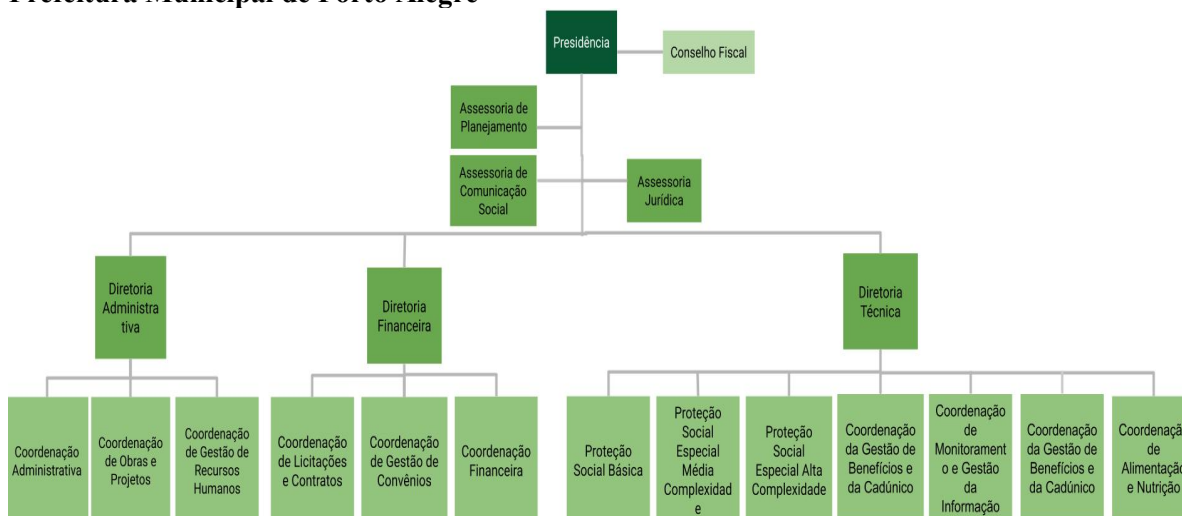 Prefeitura Municipal de Porto Alegre
Presidência
Conselho Fiscal
Assessoria de
Planejamento
Assessoria de
Comunicação
Social
Assessoria
Jurídica
Diretoria
Administra
tiva
Diretoria
Financeira
Diretoria
Técnica
Coordenação
Administrativa
Coordenação
de Obras e
Projetos
Coordenação
de Gestão de
Recursos
Humanos
Coordenação
de Licitações
e Contratos
Coordenação
de Gestão de
Convênios
Coordenação
Financeira
Proteção
Social Básica
Proteção
Social
Especial
Média
Complexidad
e
Proteção
Social
Especial Alta
Complexidade
Coordenação
da Gestão de
Benefícios e
da Cadúnico
Coordenação
de
Monitorament
o e Gestão
da
Informação
Coordenação
da Gestão de
Benefícios e
da Cadúnico
Coordenação
de
Alimentação
e Nutrição